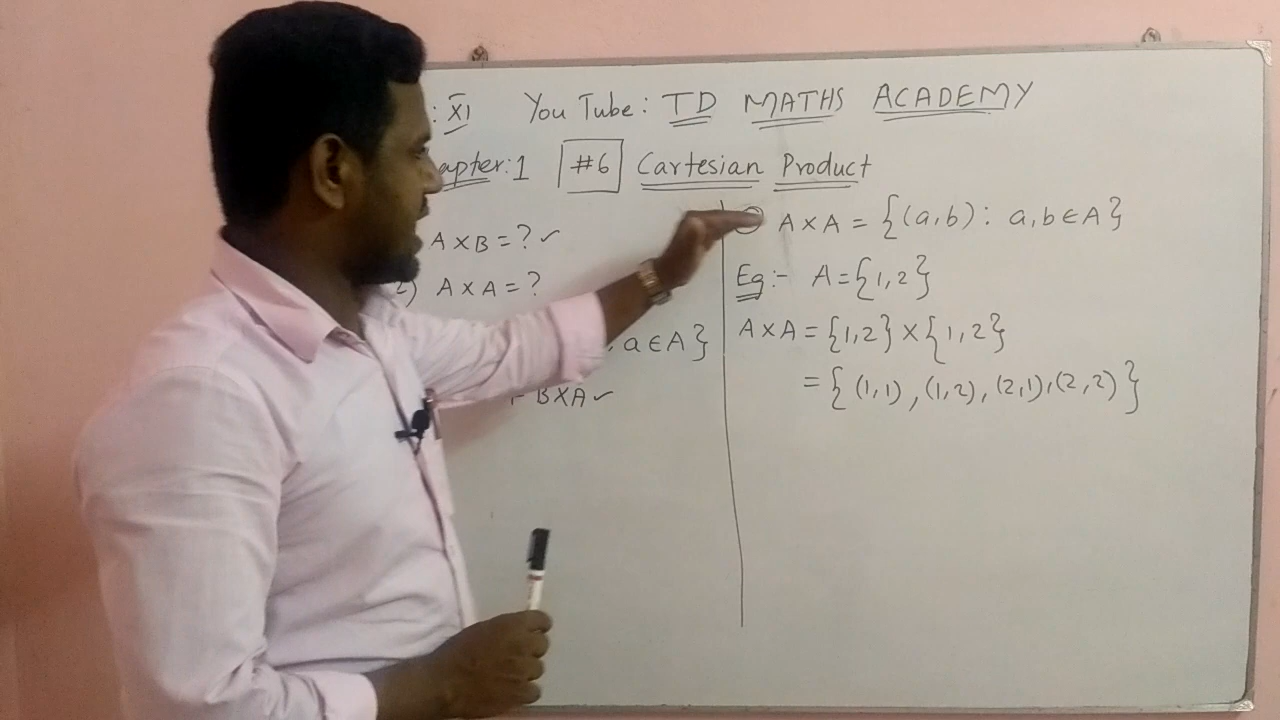 : XI You Tube: TD MATHS ACADEMY
apter: 1 #6 Cartesian Product
A × B = ? ✓
2) A × A = ?
, a ∈ A}
B × A ✓
A × A = {(a, b) : a, b ∈ A}
Eg :- A = {1, 2}
A × A = {1, 2} × {1, 2}
= {(1, 1), (1, 2), (2, 1), (2, 2)}